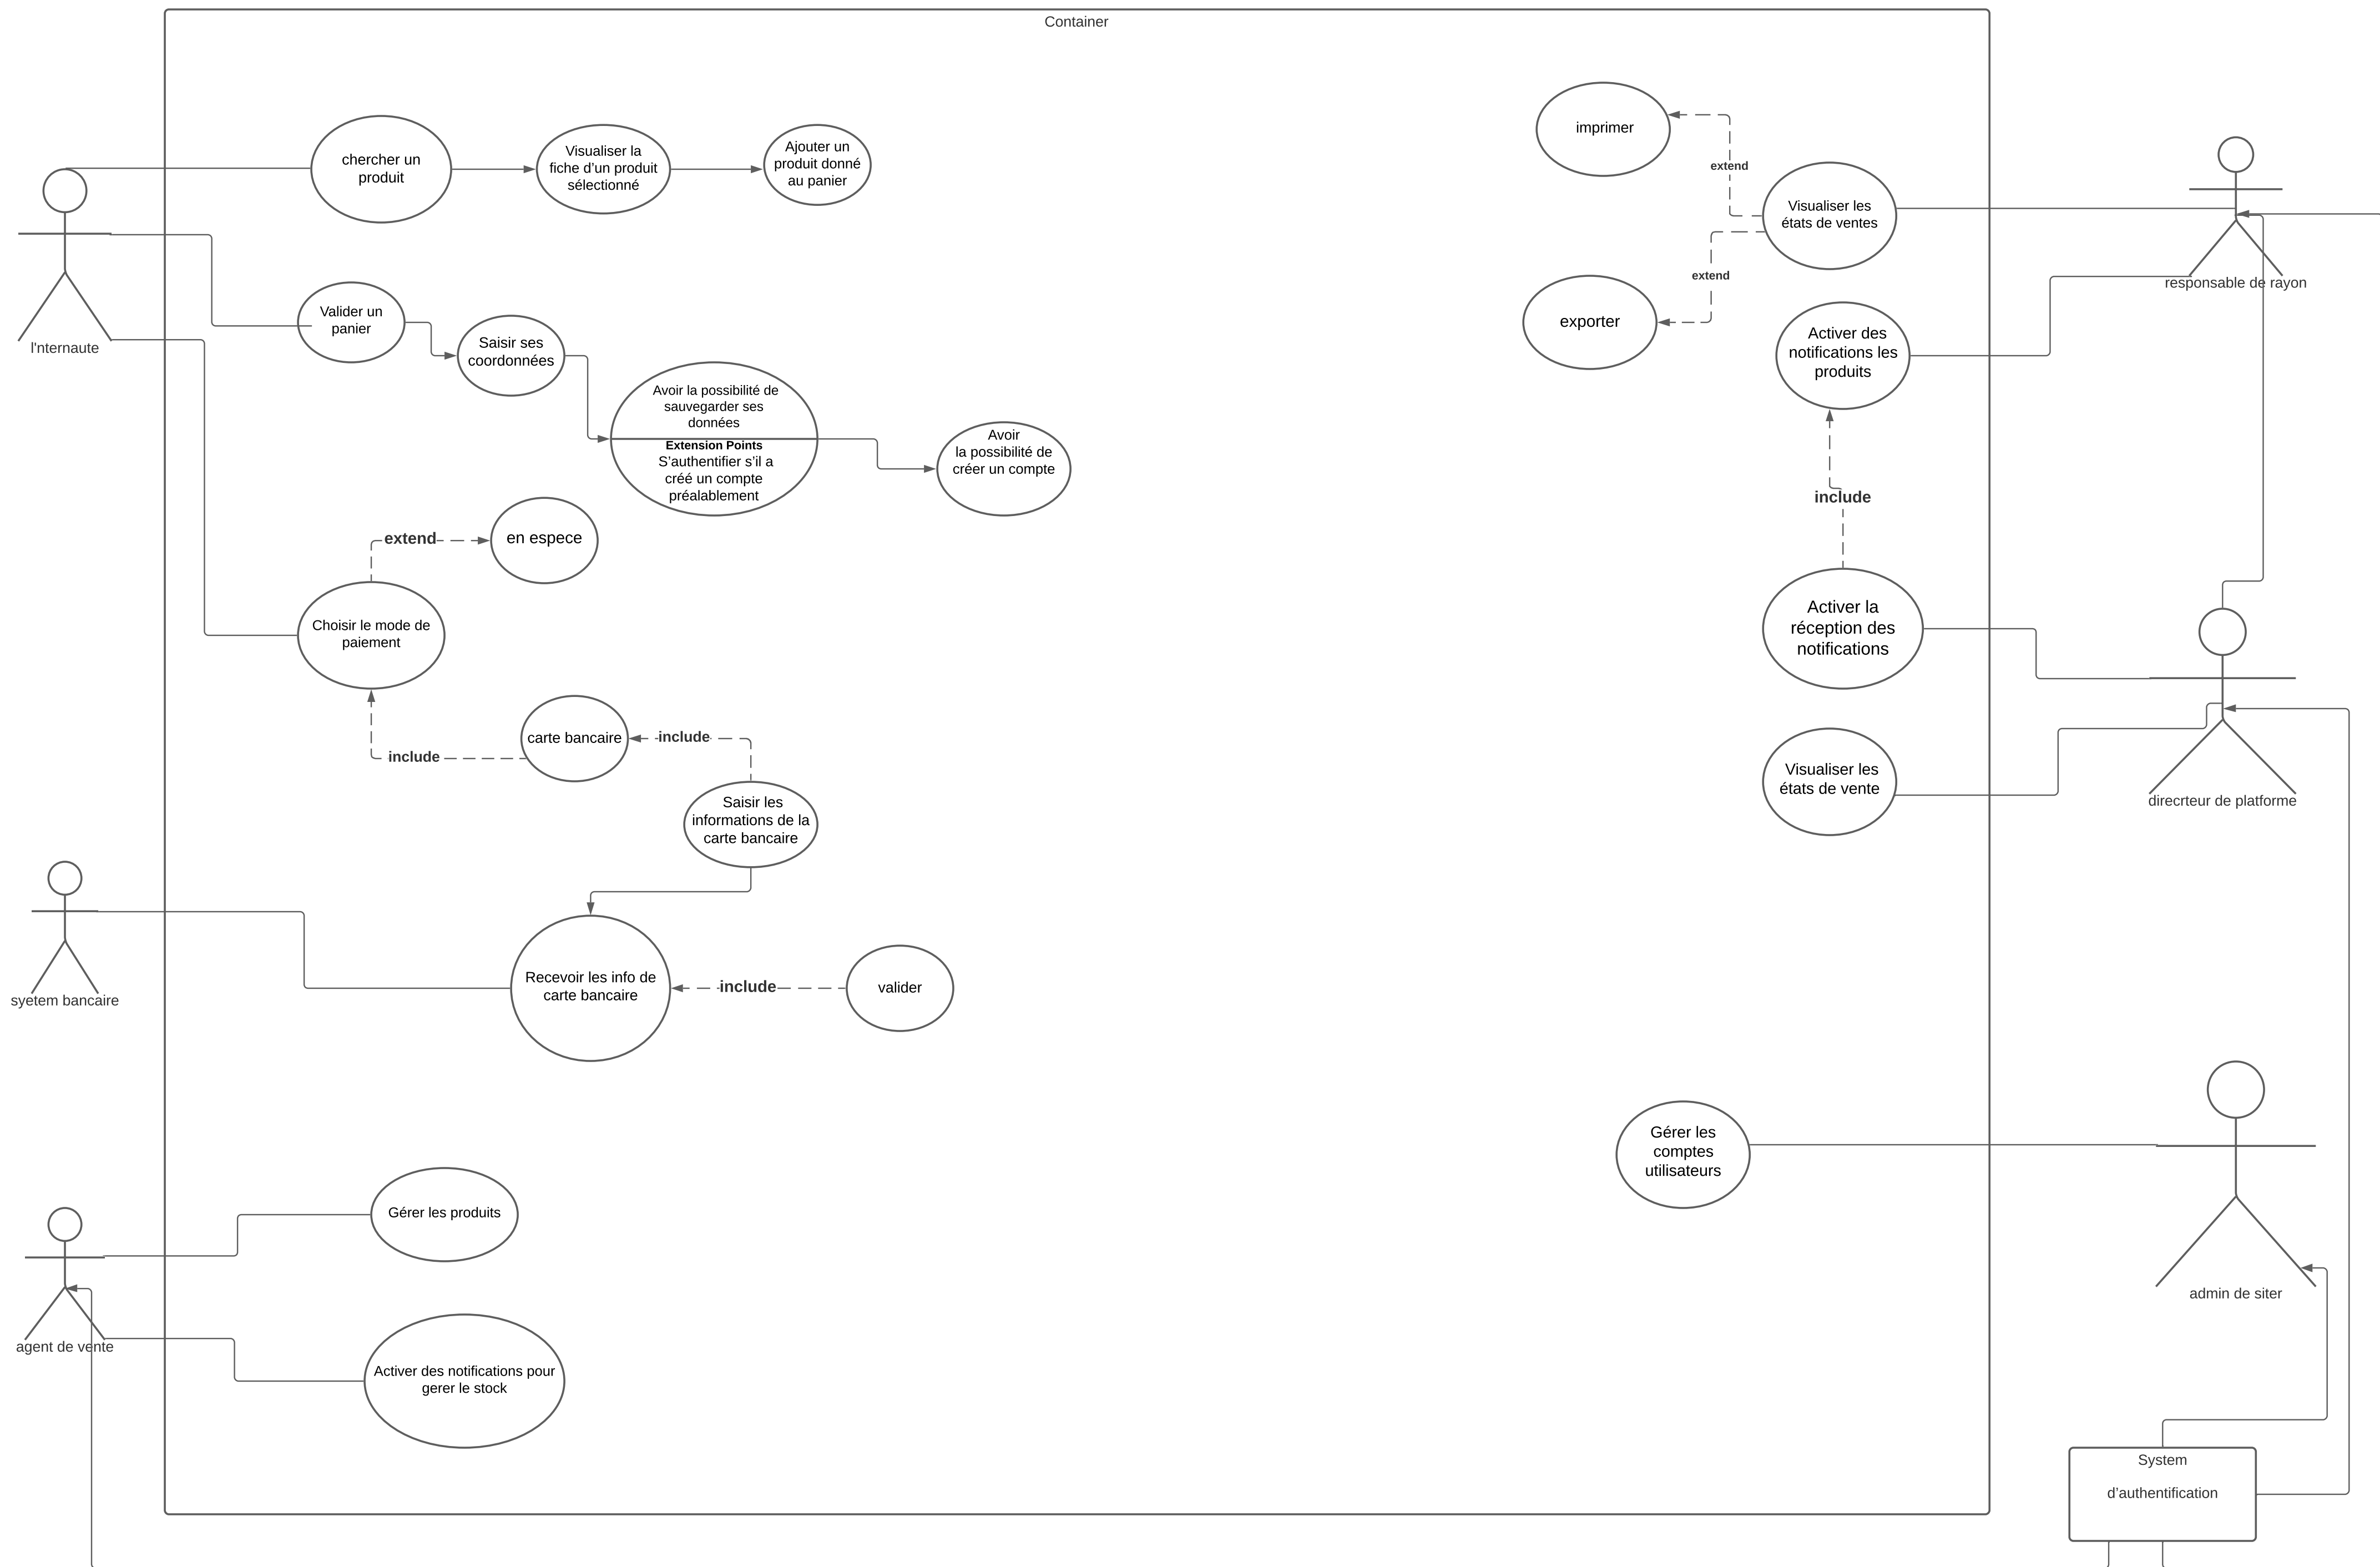 Container
chercher un
produit
Visualiser la
fiche d'un produit
sélectionné
Ajouter un
produit donné
au panier
l'nternaute
Valider un
panier
Saisir ses
coordonnées
Avoir la possibilité de
sauvegarder ses
données
Extension Points
S'authentifier s'il a
créé un compte
préalablement
Avoir
la possibilité de
créer un compte
extend
en espece
Choisir le mode de
paiement
carte bancaire
include
include
Saisir les
informations de la
carte bancaire
syetem bancaire
Recevoir les info de
carte bancaire
include
valider
Gérer les produits
agent de vente
Activer des notifications pour
gerer le stock
imprimer
extend
Visualiser les
états de ventes
extend
exporter
responsable de rayon
Activer des
notifications les
produits
include
Activer la
réception des
notifications
Visualiser les
états de vente
direcrteur de platforme
Gérer les
comptes
utilisateurs
admin de siter
System
d'authentification